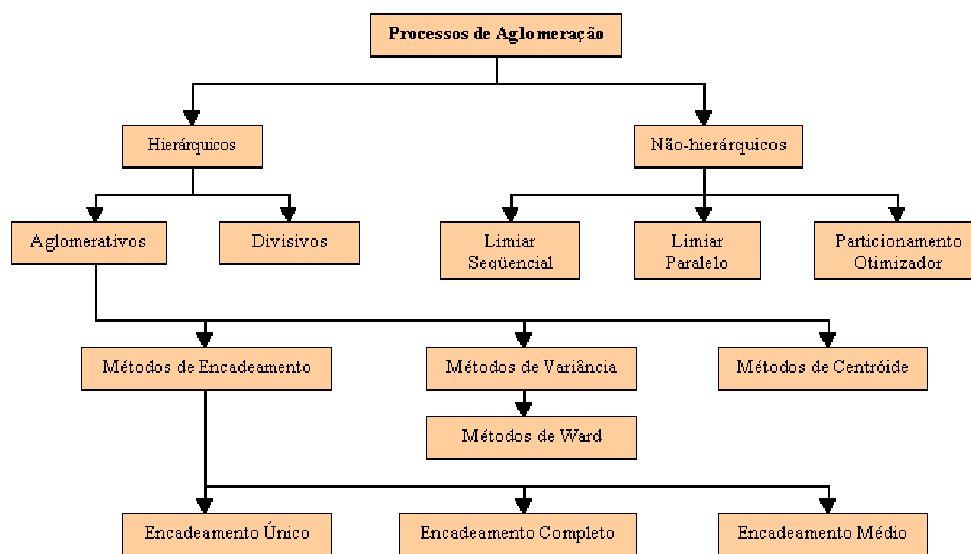 Processos de Aglomeração
Hierárquicos
Não-hierárquicos
Aglomerativos
Divisivos
Limiar
Seqüencial
Limiar
Paralelo
Particionamento
Otimizador
Métodos de Encadeamento
Métodos de Variância
Métodos de Centróide
Métodos de Ward
Encadeamento Único
Encadeamento Completo
Encadeamento Médio